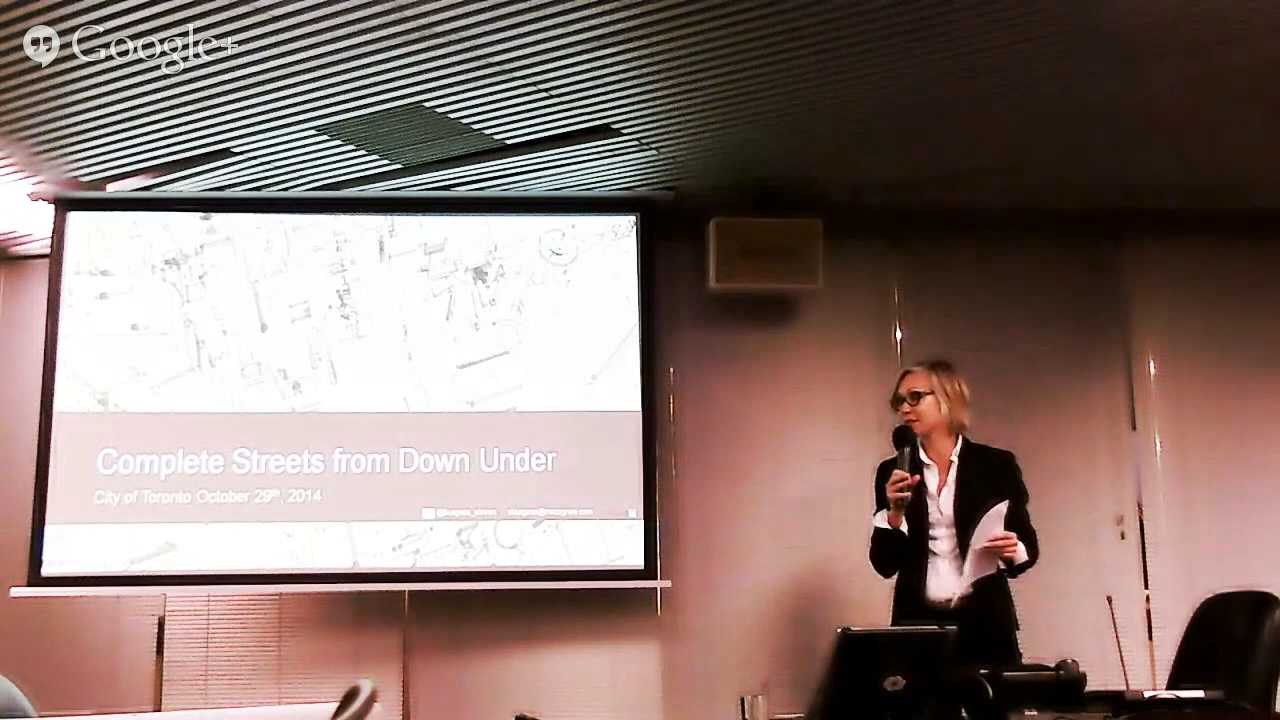 Google+
Complete Streets from Down Under
City of Toronto October 29th, 2014